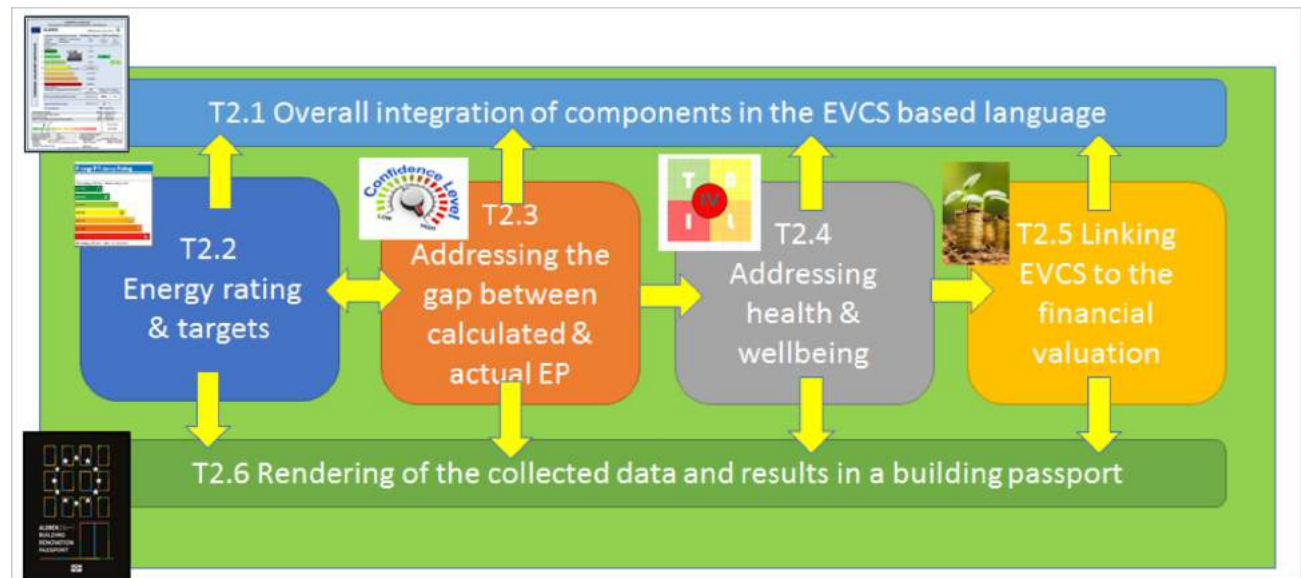 T2.1 Overall integration of components in the EVCS based language
Confidence Level
LOW
HIGH
T B
IV
I L
T2.2
Energy rating
& targets
T2.3
Addressing the
gap between
calculated &
actual EP
T2.4
Addressing
health &
wellbeing
T2.5 Linking
EVCS to the
financial
valuation
T2.6 Rendering of the collected data and results in a building passport
ALDREN
BUILDING
RENOVATION
PASSPORT